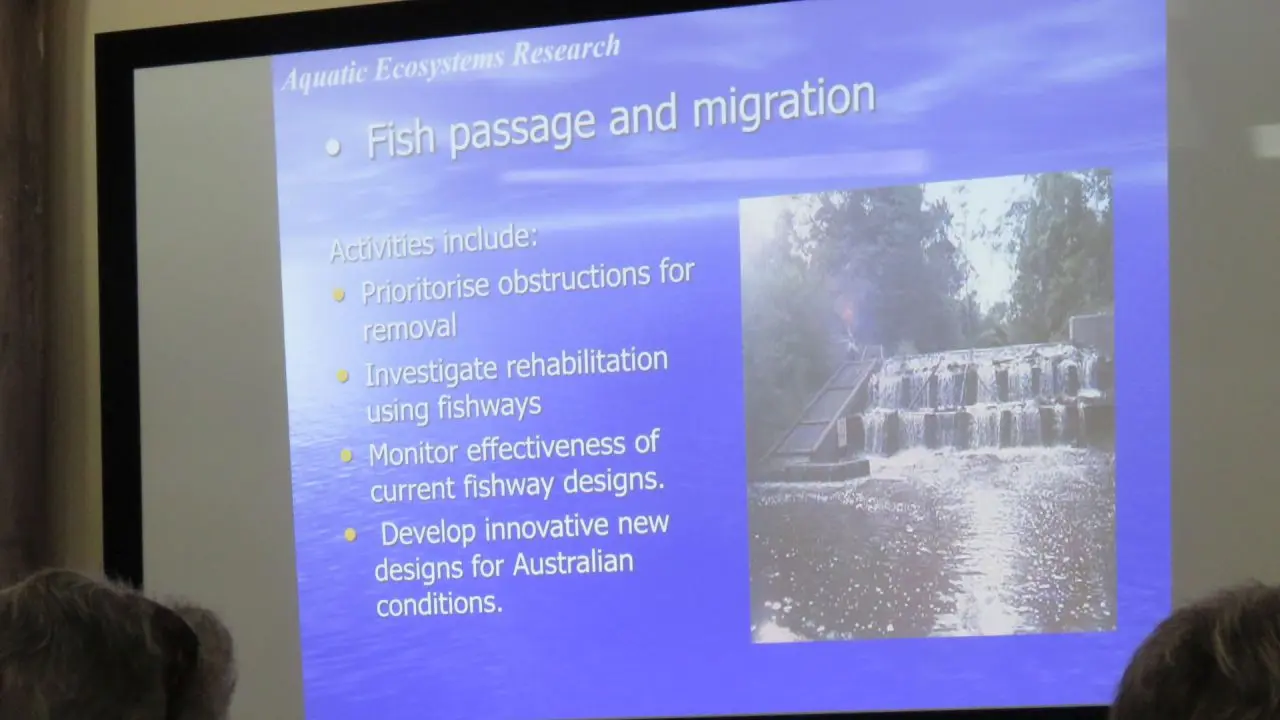 Aquatic Ecosystems Research
• Fish passage and migration
Activities include:
• Prioritorise obstructions for
removal
• Investigate rehabilitation
using fishways
• Monitor effectiveness of
current fishway designs.
• Develop innovative new
designs for Australian
conditions.